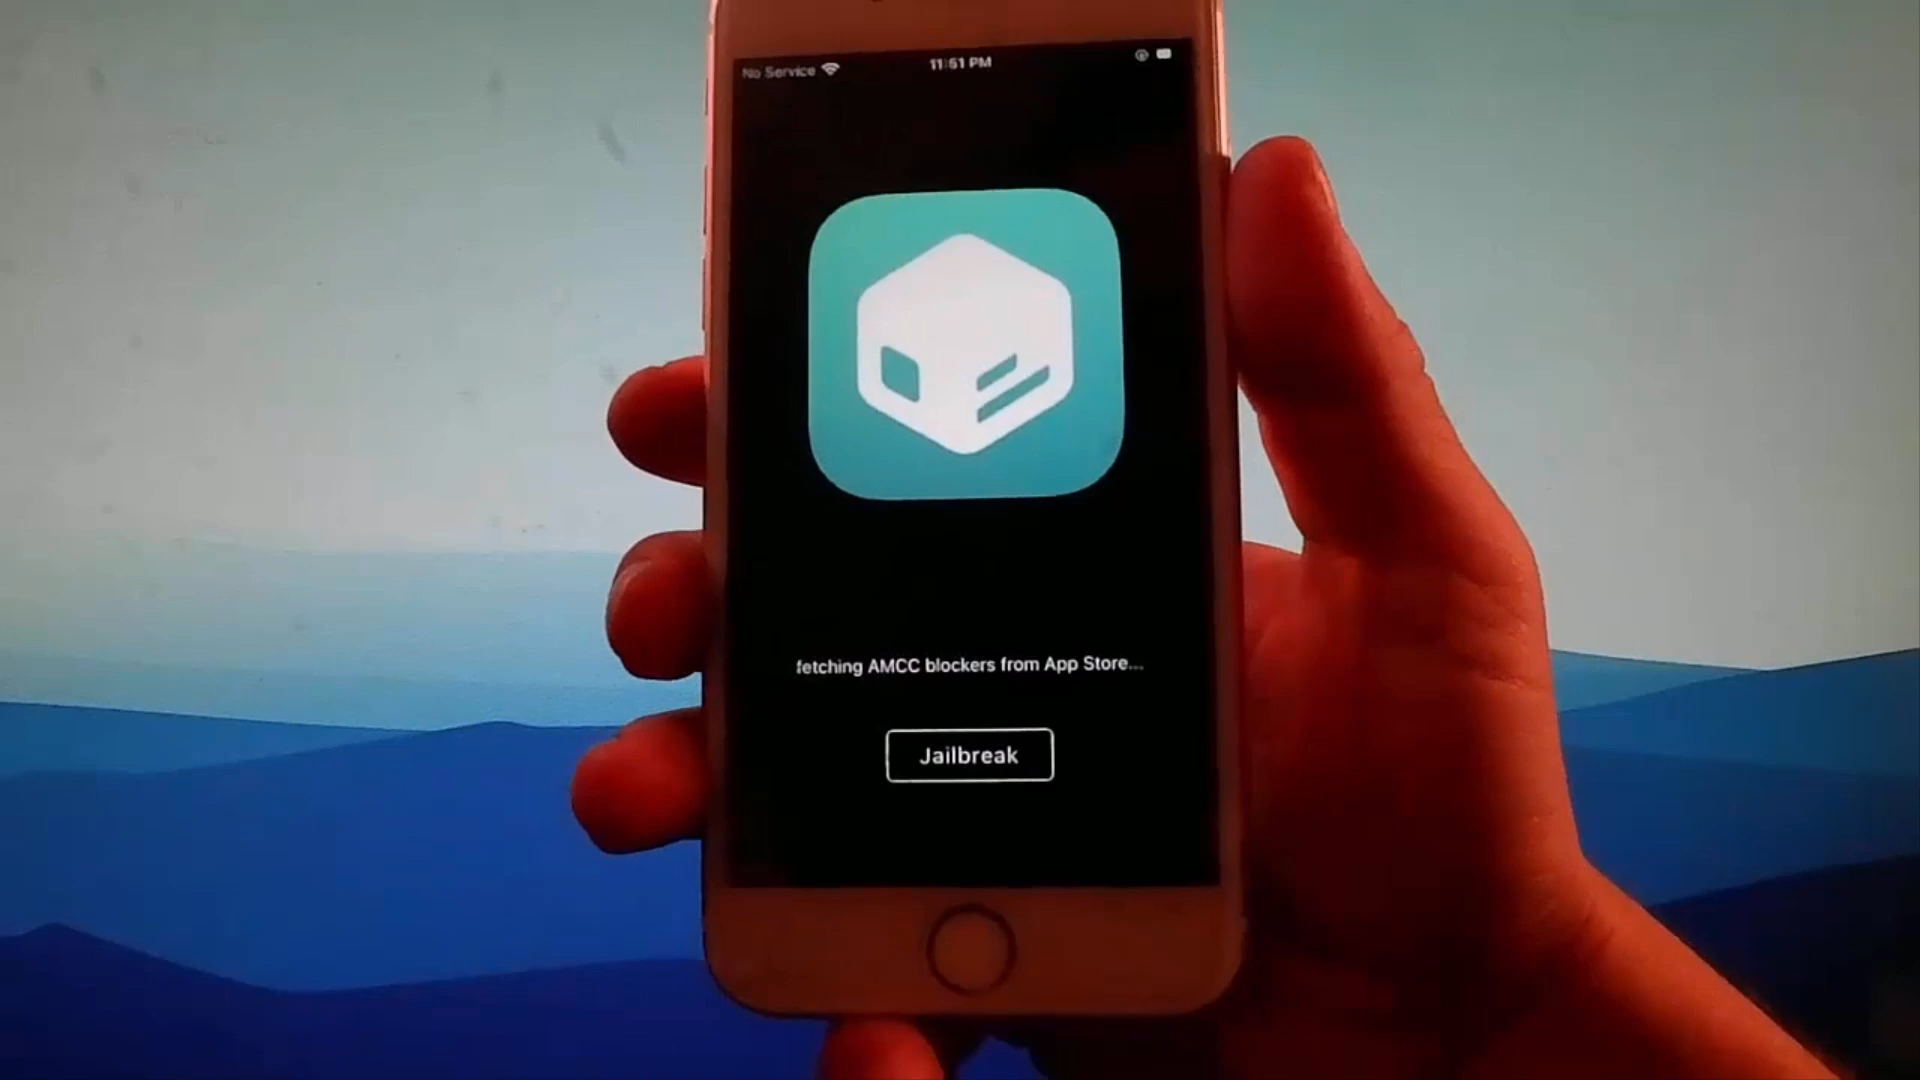 No Service 11:51 PM
fetching AMCC blockers from App Store...
Jailbreak